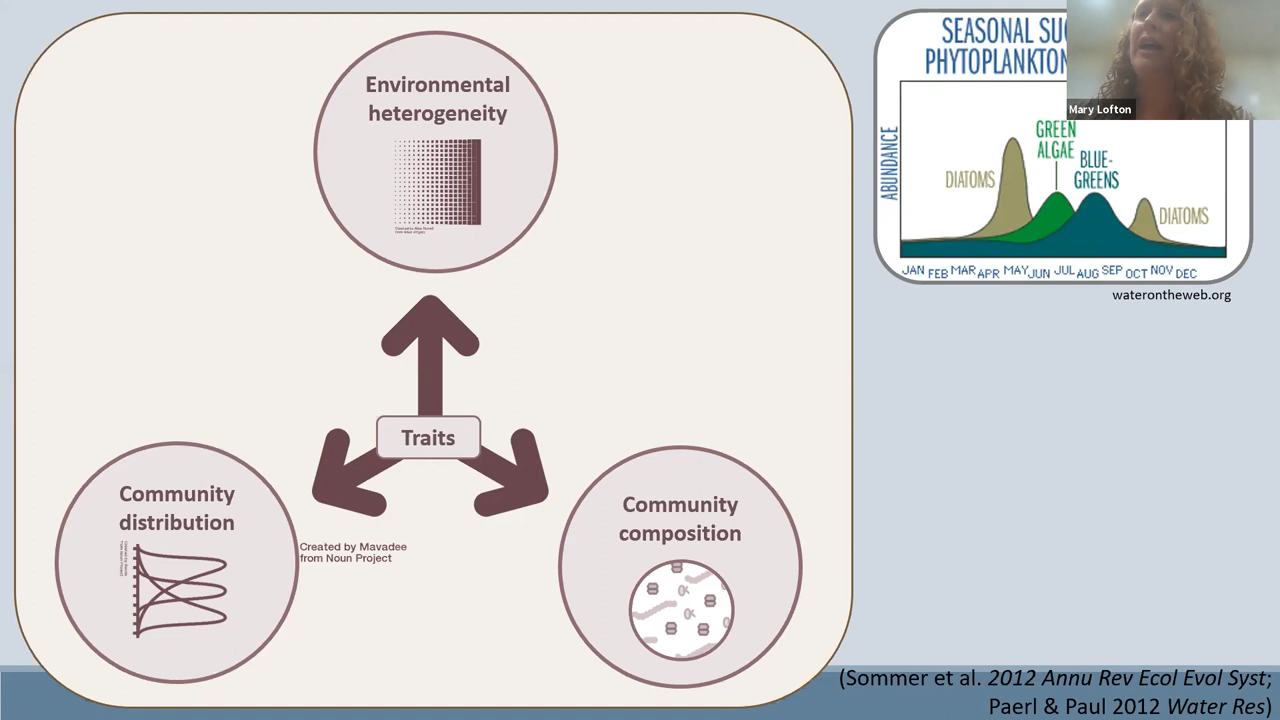 Environmental
heterogeneity
Traits
Community
distribution
Created by Mavadee
from Noun Project
Community
composition
SEASONAL SU
PHYTOPLANKTON
Mary Lofton
ABUNDANCE
DIATOMS
GREEN
ALGAE
BLUE-
GREENS
DIATOMS
JAN FEB MAR APR MAY JUN JUL AUG SEP OCT NOV DEC
waterontheweb.org
(Sommer et al. 2012 Annu Rev Ecol Evol Syst;
Paerl & Paul 2012 Water Res)